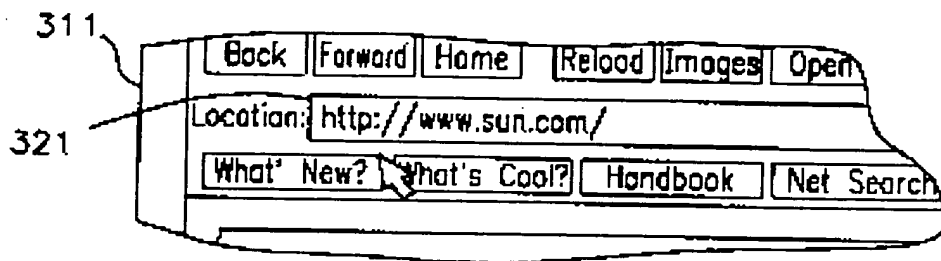 311
Back Forward Home Reload Images Open
Location: http://www.sun.com/
321
What' New? What's Cool? Handbook Net Search